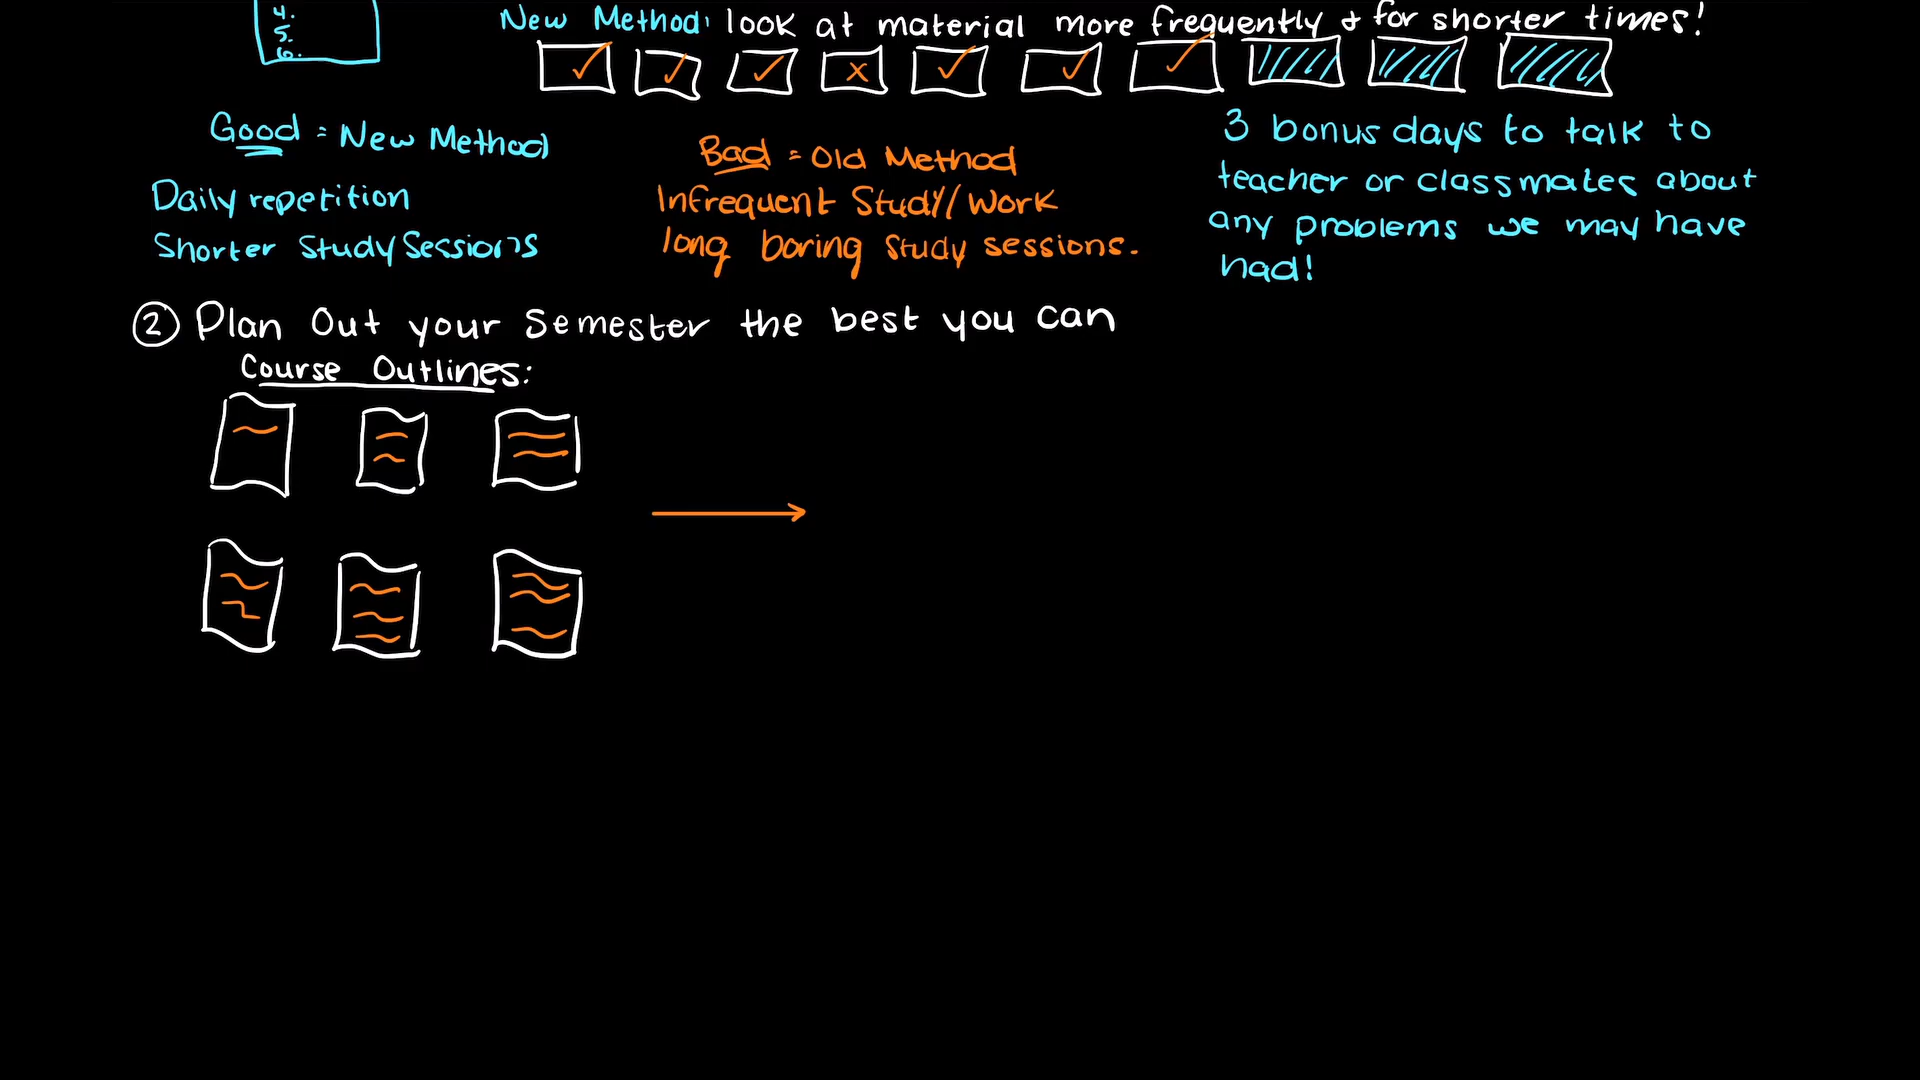 4.
5.
6.
New Method: look at material more frequently & for shorter times!
Good = New Method
Daily repetition
Shorter Study Sessions
Bad = Old Method
Infrequent Study/Work
long boring study sessions.
3 bonus days to talk to
teacher or classmates about
any problems we may have
had!
2 Plan Out your Semester the best you can
Course Outlines: